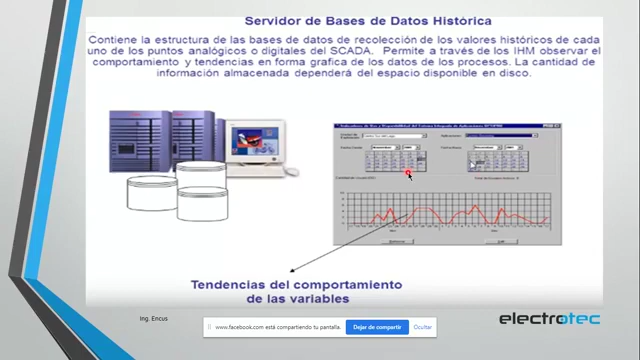 Servidor de Bases de Datos Histórica
Contiene la estructura de las bases de datos de recolección de los valores históricos de cada
uno de los puntos analógicos o digitales del SCADA. Permite a través de los IHM observar el
comportamiento y tendencias en forma grafica de los datos de los procesos. La cantidad de
información almacenada dependerá del espacio disponible en disco.
Tendencias del comportamiento
de las variables
Ing. Encus
electrotec
www.facebook.com está compartiendo tu pantalla.
Dejar de compartir
Ocultar